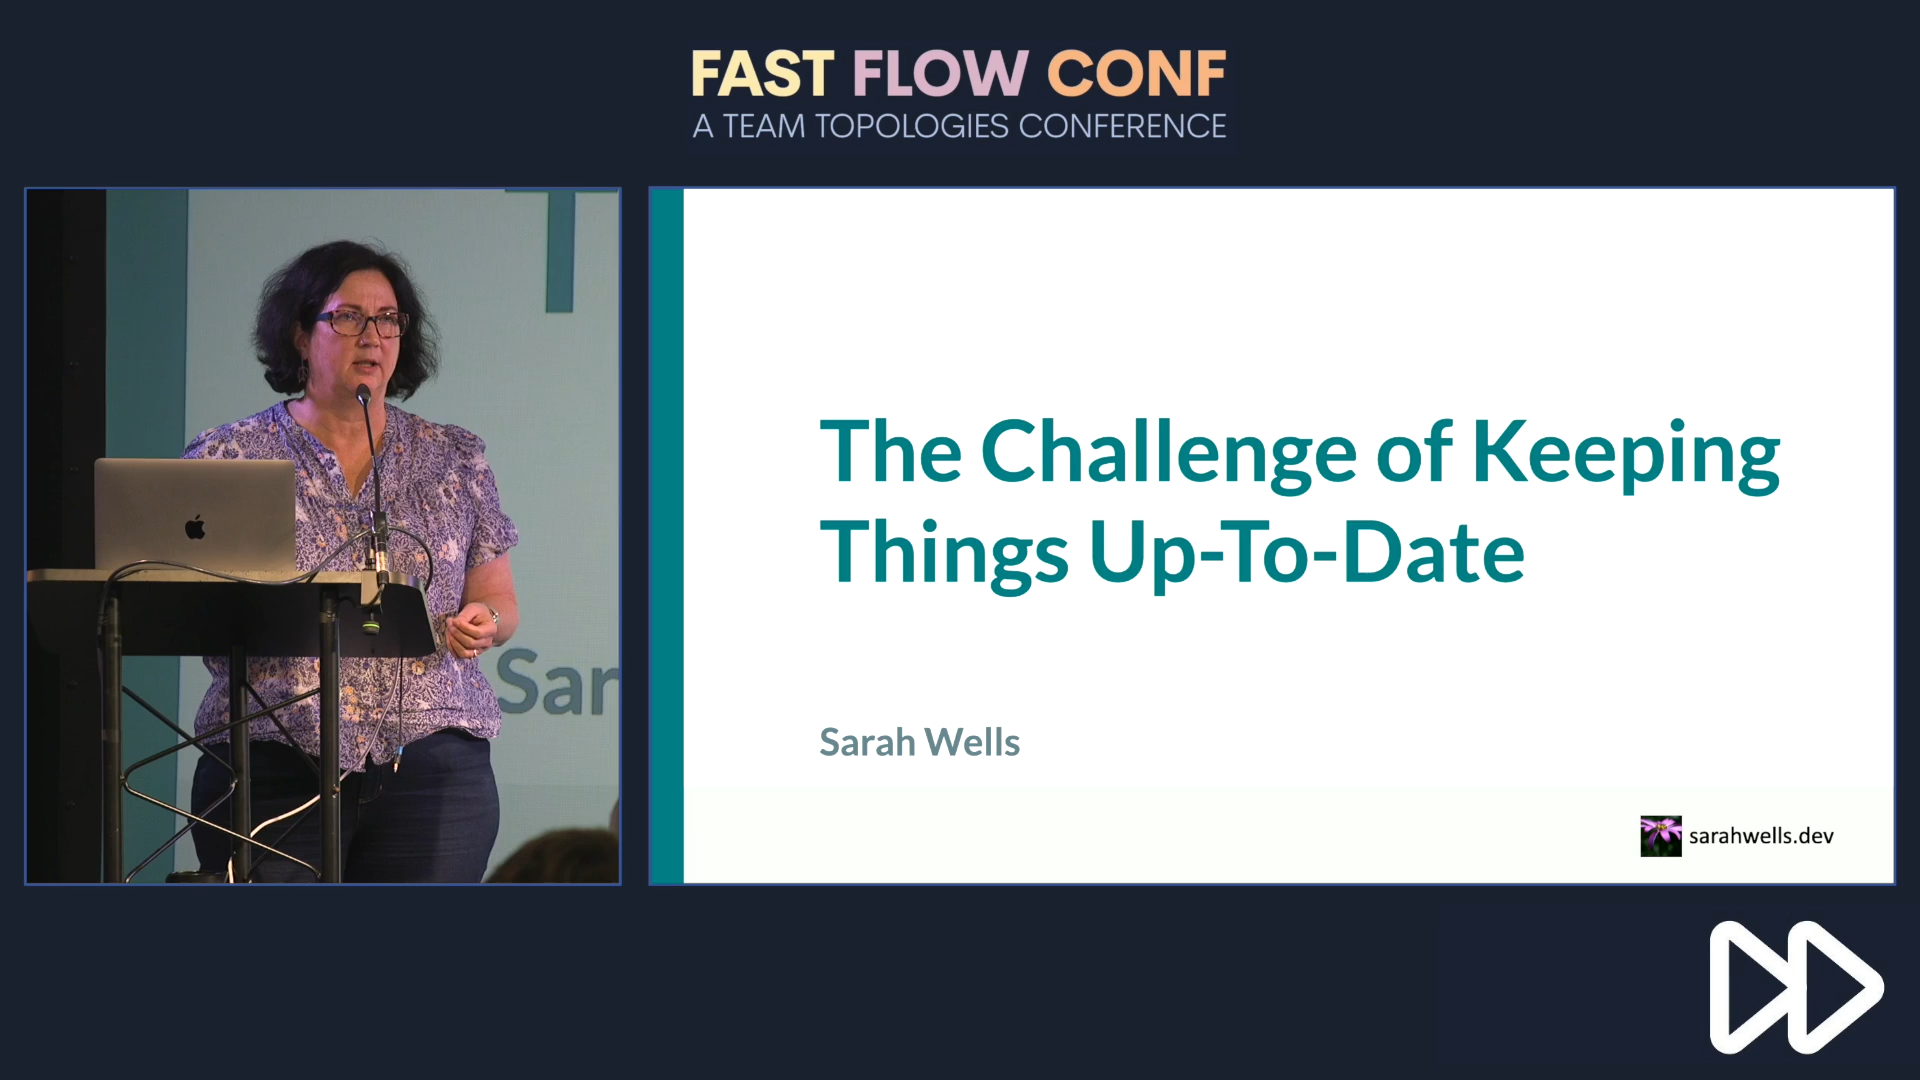 FAST FLOW CONF
A TEAM TOPOLOGIES CONFERENCE
The Challenge of Keeping
Things Up-To-Date
Sarah Wells
sarahwells.dev
Sar
T